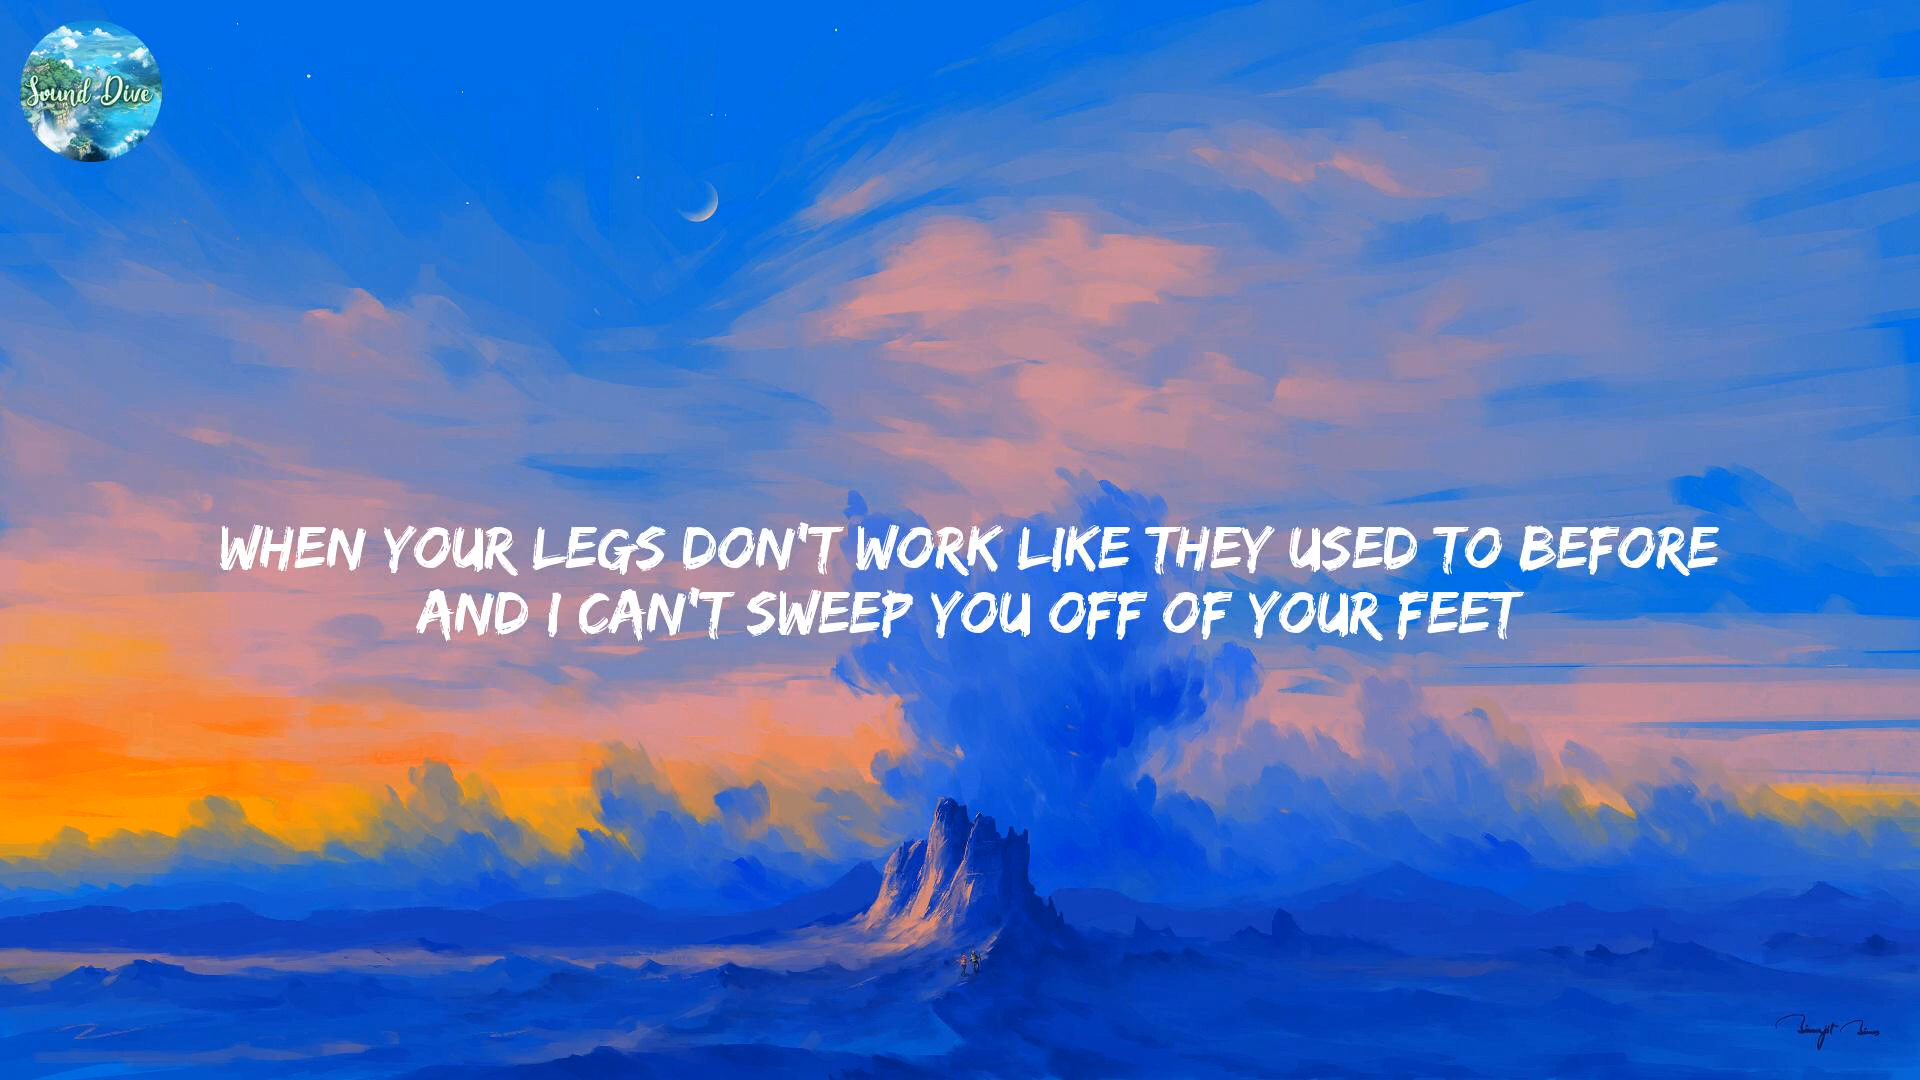 Sound Dive
WHEN YOUR LEGS DON'T WORK LIKE THEY USED TO BEFORE
AND I CAN'T SWEEP YOU OFF OF YOUR FEET